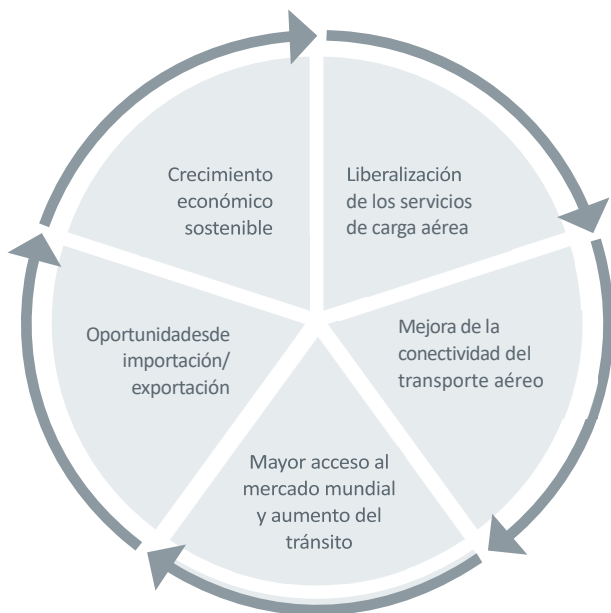 Crecimiento
económico
sostenible
Liberalización
de los servicios
de carga aérea
Mejora de la
conectividad del
transporte aéreo
Mayor acceso al
mercado mundial
y aumento del
tránsito
Oportunidadesde
importación/
exportación